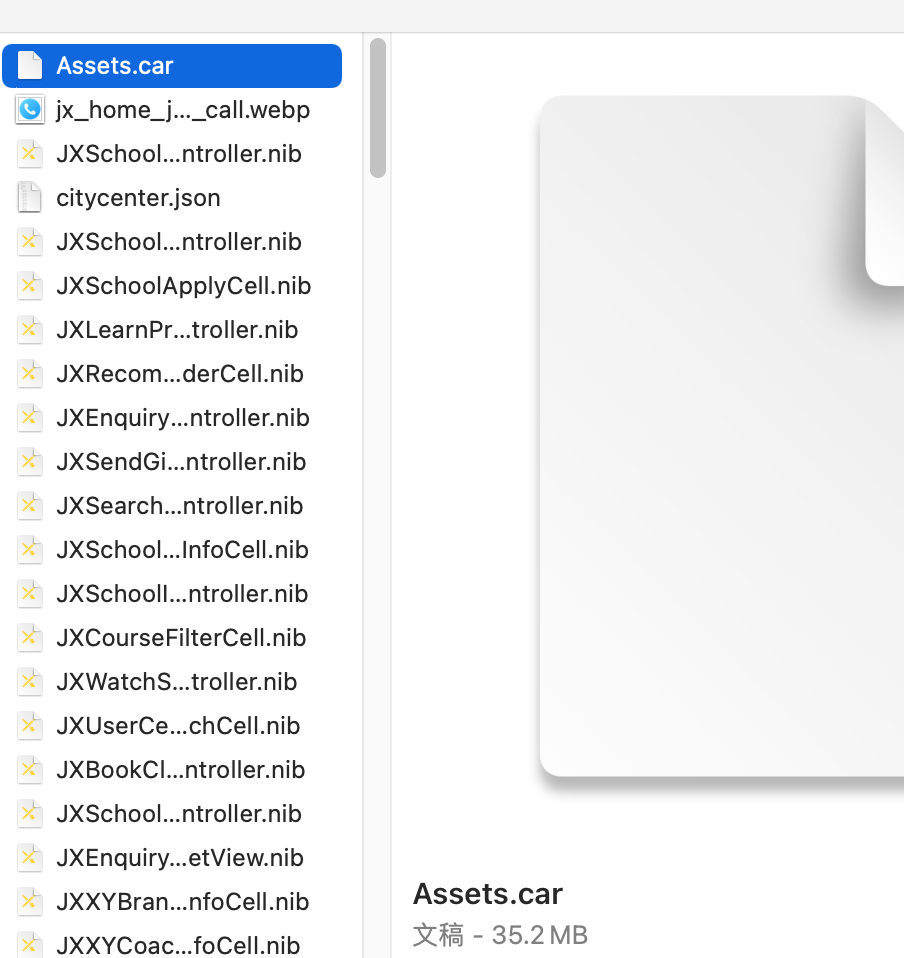 Assets.car
jx_home_j..._call.webp
JXSchool...ntroller.nib
citycenter.json
JXSchool...ntroller.nib
JXSchoolApplyCell.nib
JXLearnPr...troller.nib
JXRecom...derCell.nib
JXEnquiry...ntroller.nib
JXSendGi...ntroller.nib
JXSearch...ntroller.nib
JXSchool...InfoCell.nib
JXSchoolI...ntroller.nib
JXCourseFilterCell.nib
JXWatchS...troller.nib
JXUserCe...chCell.nib
JXBookCl...ntroller.nib
JXSchool...ntroller.nib
JXEnquiry...etView.nib
JXXYBran...nfoCell.nib
JXXYCoac...foCell.nib
Assets.car
文稿 - 35.2 MB